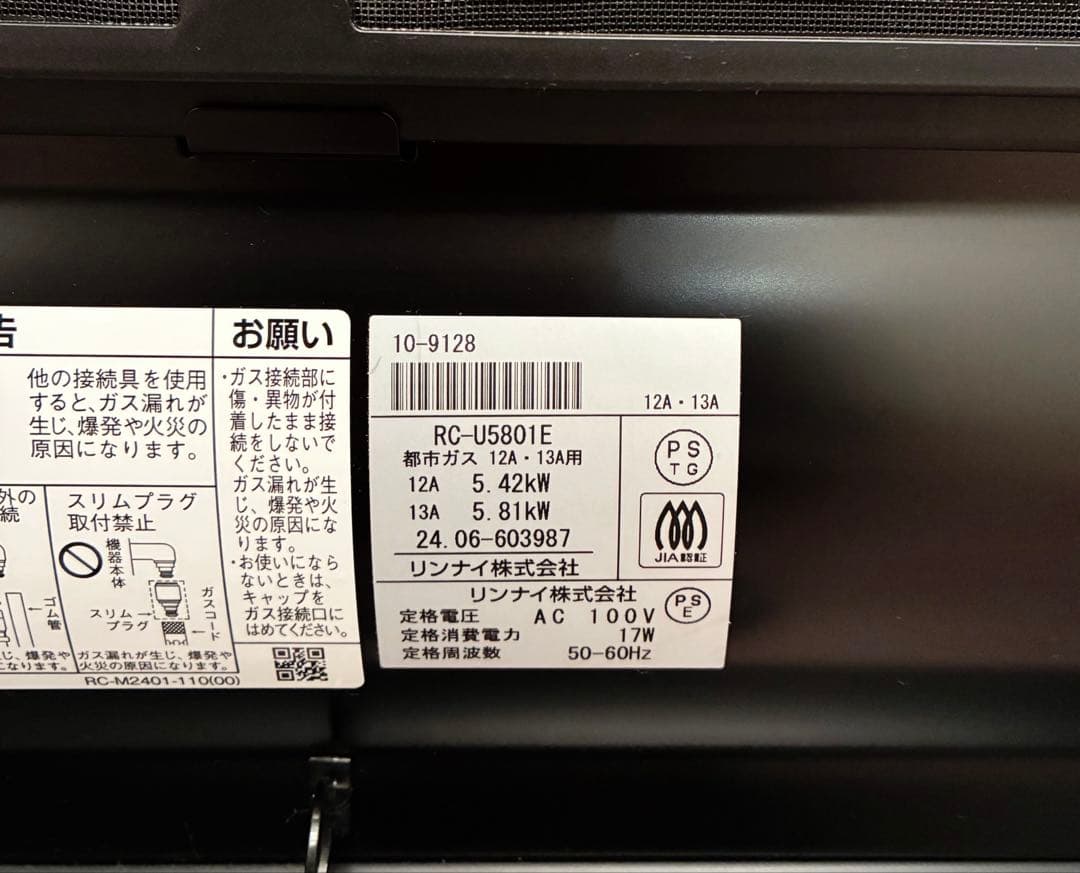 告
他の接続具を使用
すると、ガス漏れが
生じ、爆発や火災の
原因になります。
外の
続
ゴム管
スリムプラグ
取付禁止
機器本体
スリム
プラグ
ガスコード
じ、爆発や
になります。
ガス漏れが生じ、爆発や
火災の原因になります。
お願い
・ガス接続部に
傷・異物が付
着したまま接
続をしないで
ください。
ガス漏れが生
じ、爆発や火
災の原因にな
ります。
・お使いになら
ないときは、
キャップを
ガス接続口に
はめてください。
RC-M2401-110(00)
10-9128
12A・13A
RC-U5801E
都市ガス 12A・13A用
12A 5.42kW
13A 5.81kW
24.06-603987
リンナイ株式会社
PS
TG
JIA
リンナイ株式会社
定格電圧 AC 100V
定格消費電力 17W
定格周波数 50-60Hz
PS
E